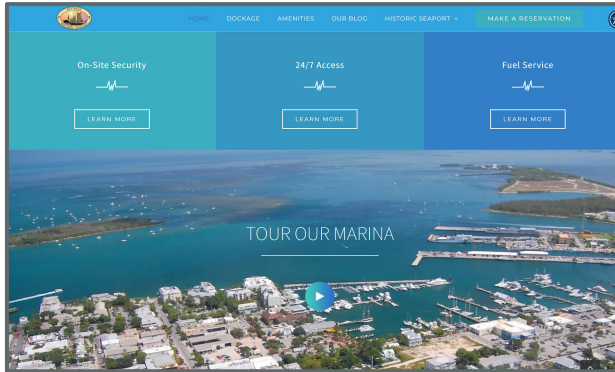 HOME DOCKAGE AMENITIES OUR BLOG HISTORIC SEAPORT MAKE A RESERVATION
On-Site Security
24/7 Access
Fuel Service
LEARN MORE
LEARN MORE
LEARN MORE
TOUR OUR MARINA